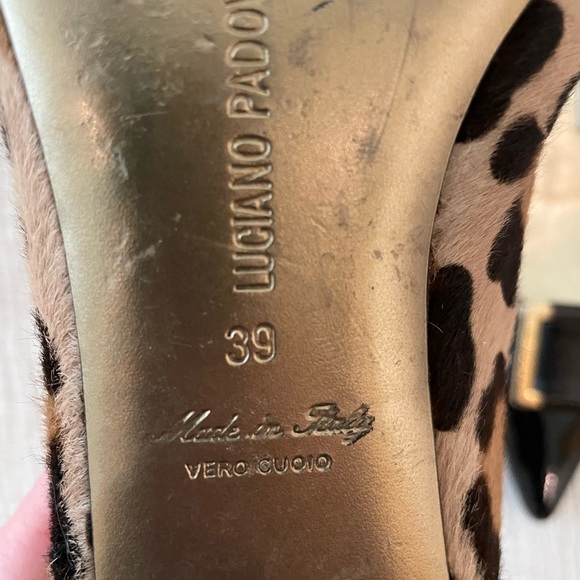 LUCIANO PADOV
39
Made in Italy
VERO CUOIO